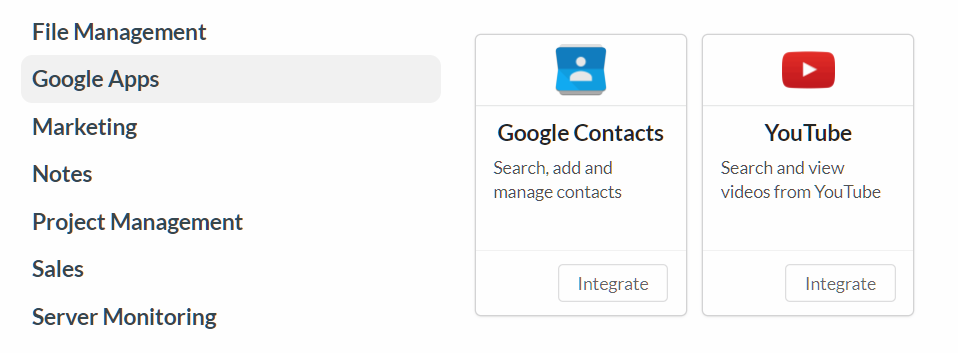 File Management
Google Apps
Marketing
Notes
Project Management
Sales
Server Monitoring
Google Contacts
Search, add and
manage contacts
Integrate
YouTube
Search and view
videos from YouTube
Integrate